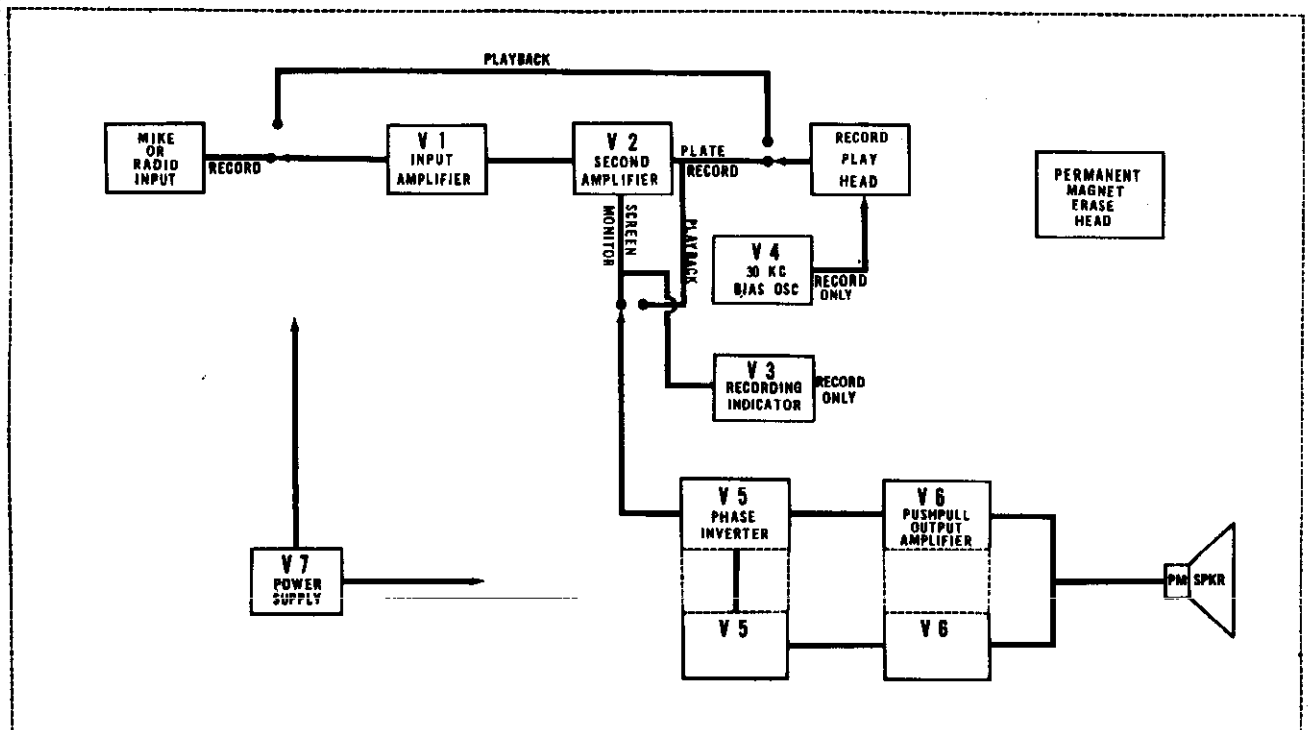 PLAYBACK
MIKE
OR
RADIO
INPUT
RECORD
V 1
INPUT
AMPLIFIER
V 2
SECOND
AMPLIFIER
PLATE
RECORD
RECORD
PLAY
HEAD
PERMANENT
MAGNET
ERASE
HEAD
SCREEN
MONITOR
PLAYBACK
V 4
30 KC
BIAS OSC
RECORD
ONLY
V 3
RECORDING
INDICATOR
RECORD
ONLY
V 5
PHASE
INVERTER
V 6
PUSHPULL
OUTPUT
AMPLIFIER
V 7
POWER
SUPPLY
PM SPKR
V 5
V 6